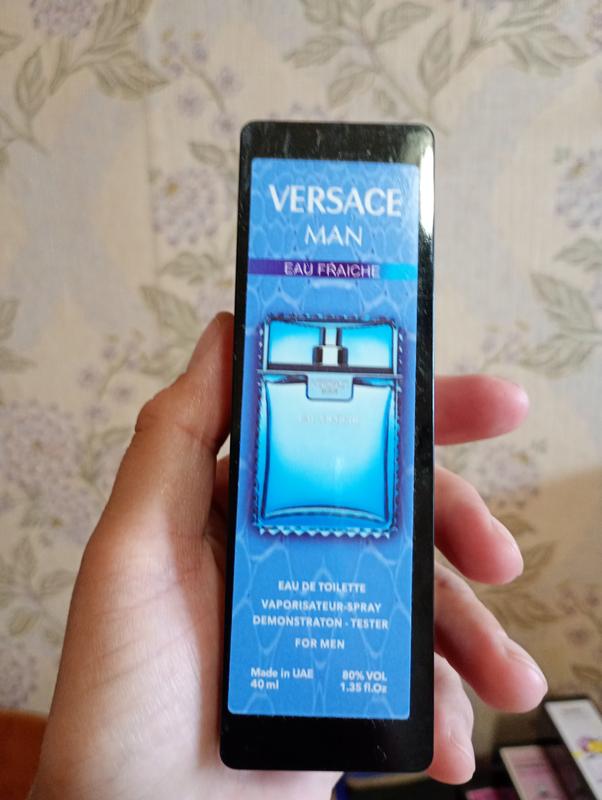 VERSACE
MAN
EAU FRAICHE
EAU DE TOILETTE
VAPORISATEUR-SPRAY
DEMONSTRATON - TESTER
FOR MEN
Made in UAE 80% VOL
40 ml 1.35 fl.Oz